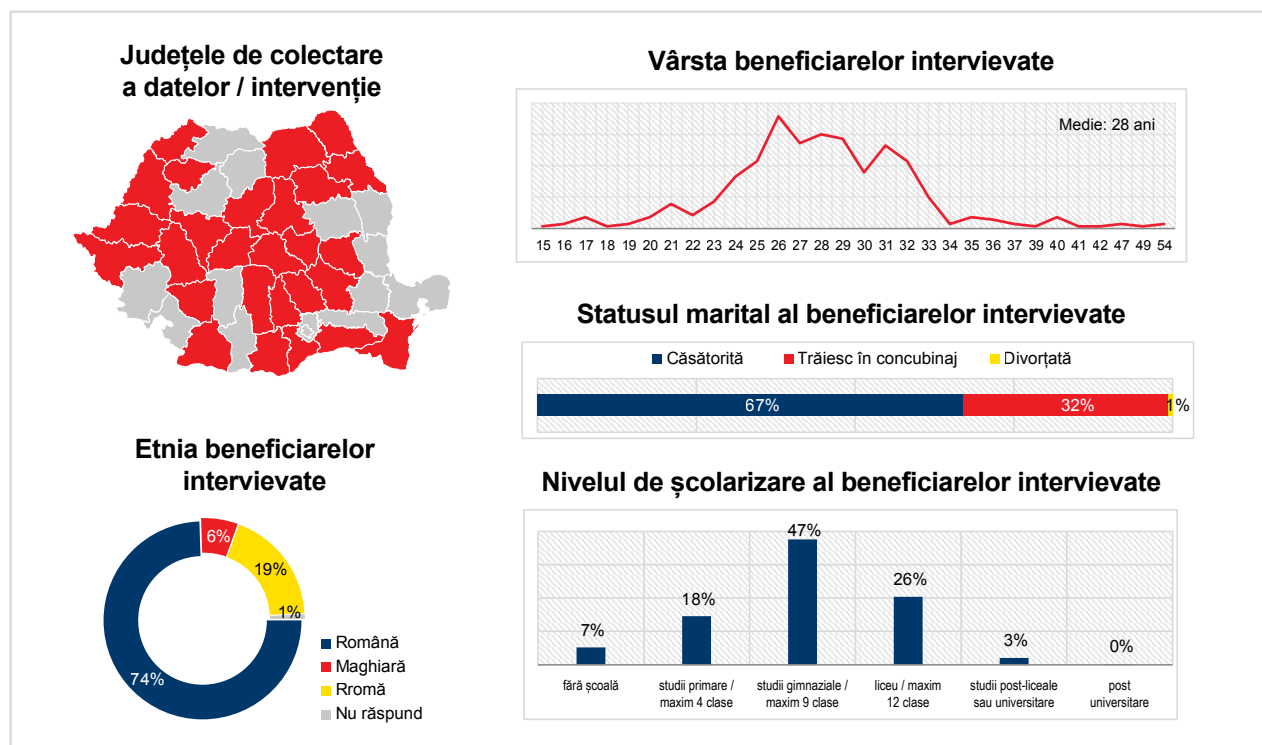 Județele de colectare
a datelor / intervenție
Vârsta beneficiarelor intervievate
Medie: 28 ani
15 16 17 18 19 20 21 22 23 24 25 26 27 28 29 30 31 32 33 34 35 36 37 39 40 41 42 47 49 54
Statusul marital al beneficiarelor intervievate
Căsătorită Trăiesc în concubinaj Divorțată
67% 32% 1%
Etnia beneficiarelor
intervievate
6%
19%
1%
74%
Română
Maghiară
Rromă
Nu răspund
Nivelul de școlarizare al beneficiarelor intervievate
7% 18% 47% 26% 3% 0%
fără școală
studii primare /
maxim 4 clase
studii gimnaziale /
maxim 9 clase
liceu / maxim
12 clase
studii post-liceale
sau universitare
post
universitare